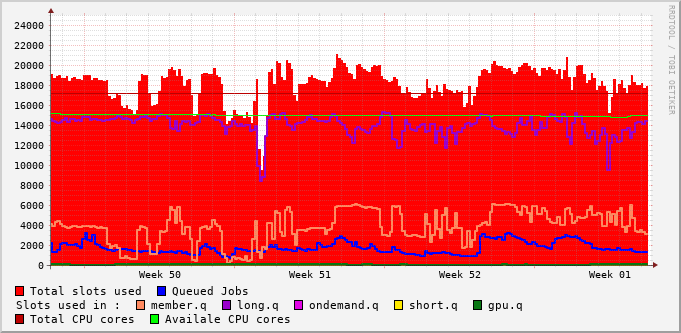 24000
22000
20000
18000
16000
14000
12000
10000
8000
6000
4000
2000
0
Week 50 Week 51 Week 52 Week 01
RRDTOOL / TOBI OETIKER
Total slots used Queued Jobs
Slots used in : member.q long.q ondemand.q short.q gpu.q
Total CPU cores Availale CPU cores